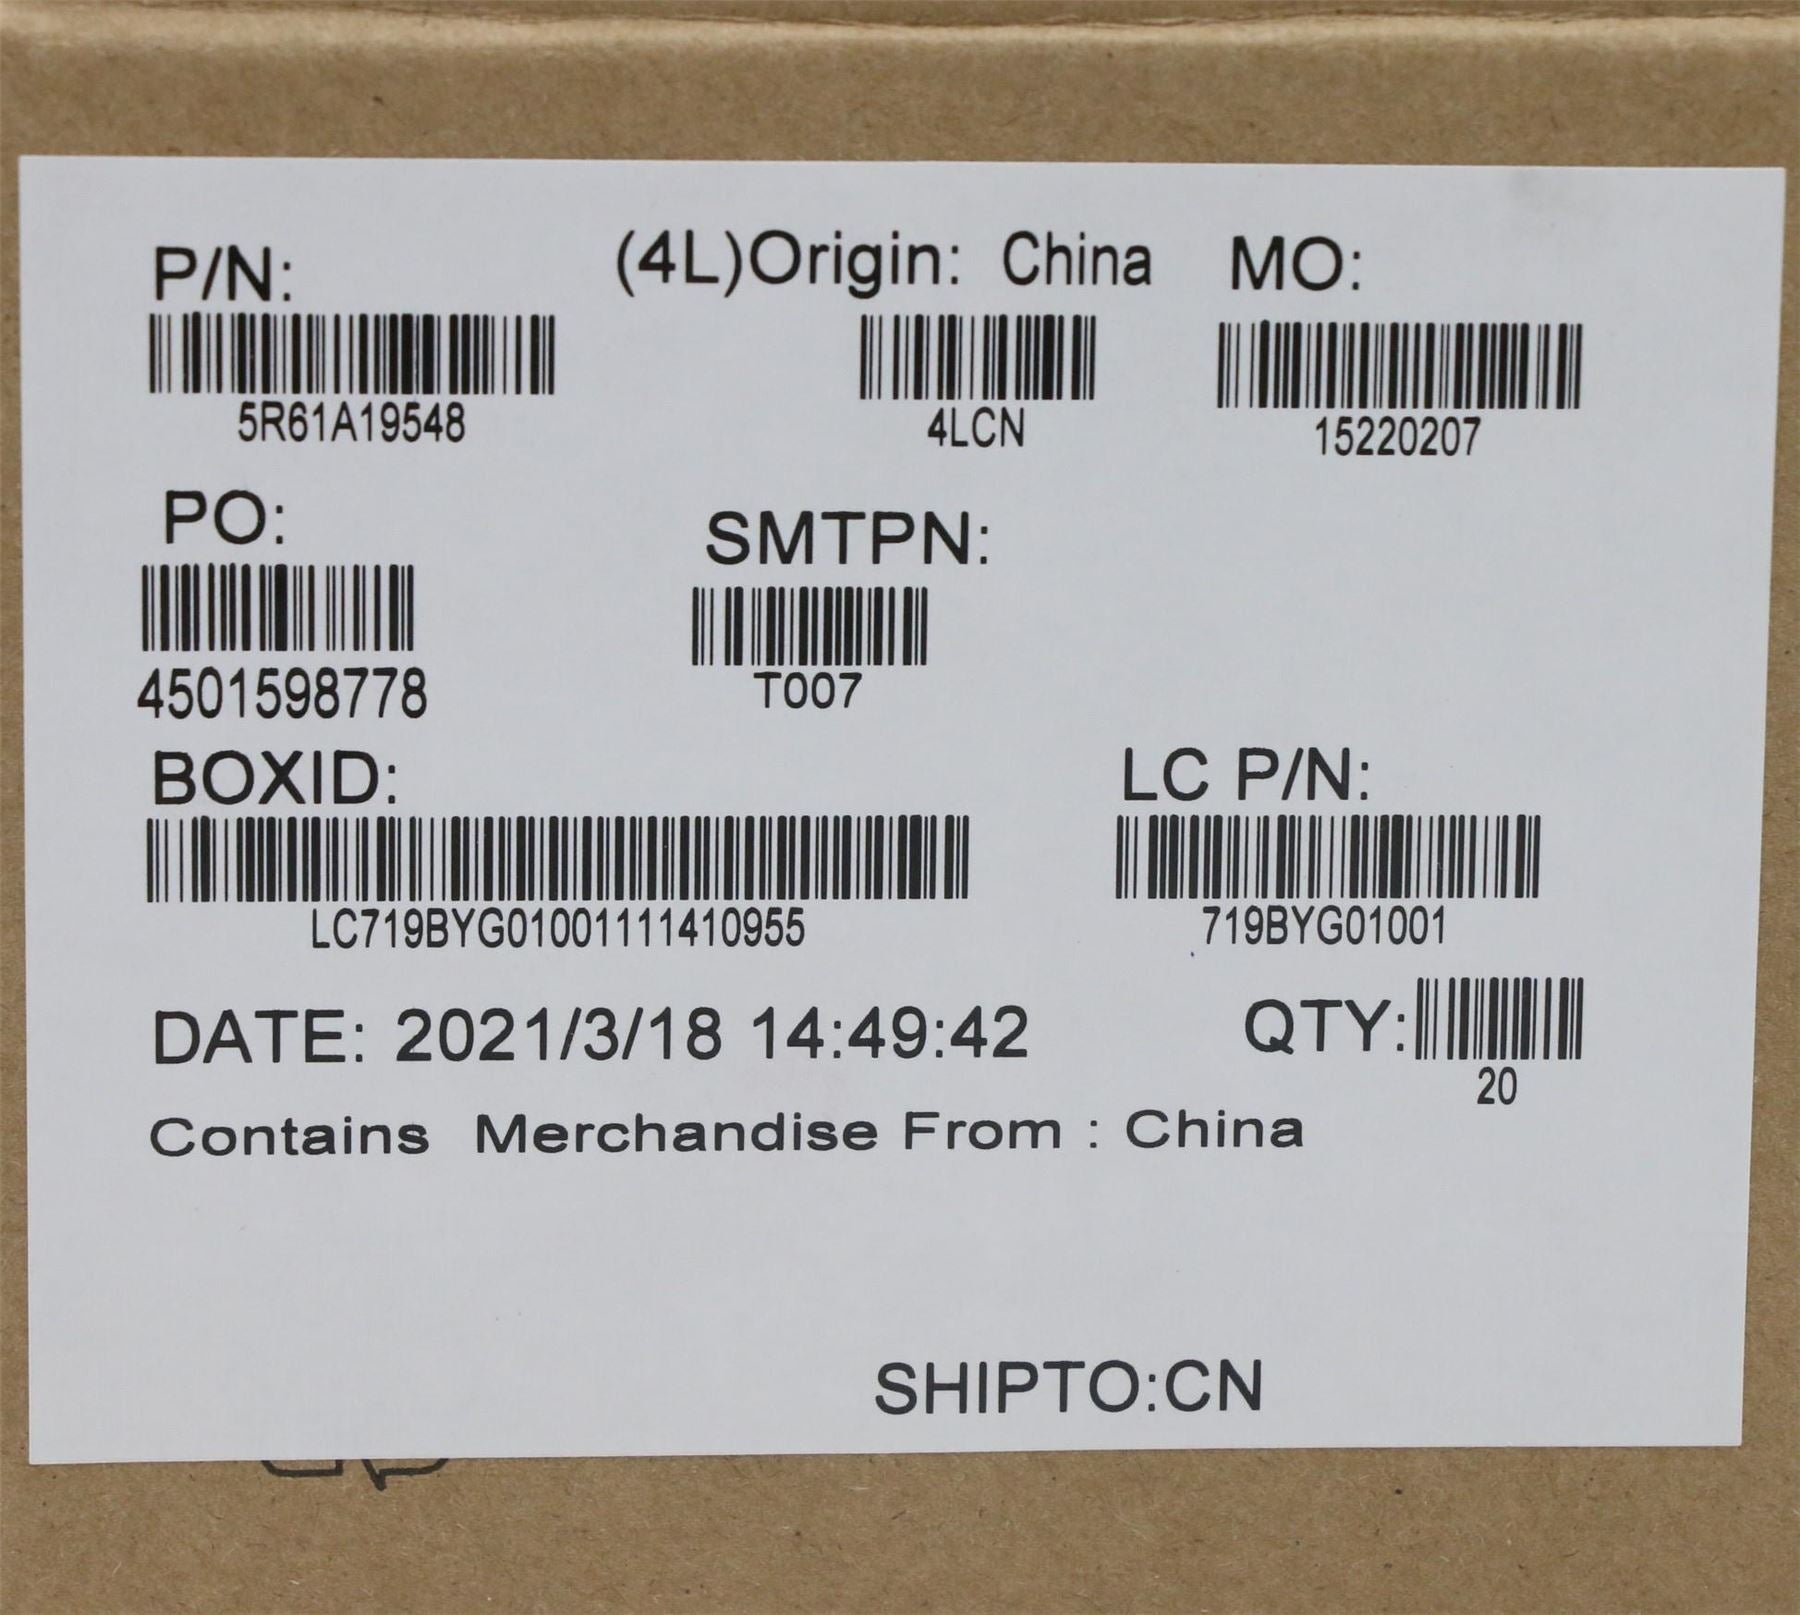 P/N: (4L)Origin: China MO:
5R61A19548 4LCN 15220207
PO: SMTPN:
4501598778 T007
BOXID: LC P/N:
LC719BYG01001111410955 719BYG01001
DATE: 2021/3/18 14:49:42 QTY:
20
Contains Merchandise From : China
SHIPTO:CN